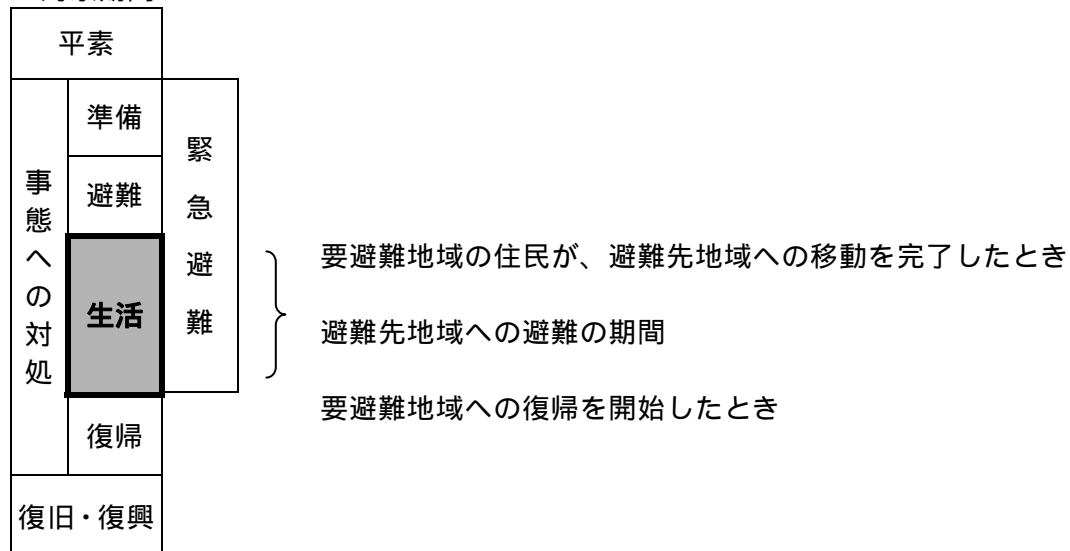 平素
事態への対処
準備
避難
生活
復帰
緊急避難
復旧・復興
要避難地域の住民が、避難先地域への移動を完了したとき
避難先地域への避難の期間
要避難地域への復帰を開始したとき